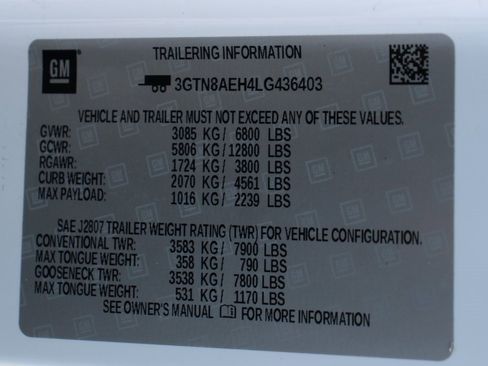 GM
TRAILERING INFORMATION
3GTN8AEH4LG436403
VEHICLE AND TRAILER MUST NOT EXCEED ANY OF THESE VALUES.
GVWR: 3085 KG/ 6800 LBS
GCWR: 5806 KG/12800 LBS
RGAWR: 1724 KG/ 3800 LBS
CURB WEIGHT: 2070 KG/ 4561 LBS
MAX PAYLOAD: 1016 KG/ 2239 LBS
SAE J2807 TRAILER WEIGHT RATING (TWR) FOR VEHICLE CONFIGURATION.
CONVENTIONAL TWR: 3583 KG/ 7900 LBS
MAX TONGUE WEIGHT: 358 KG/ 790 LBS
GOOSENECK TWR: 3538 KG/ 7800 LBS
MAX TONGUE WEIGHT: 531 KG/ 1170 LBS
SEE OWNER'S MANUAL FOR MORE INFORMATION